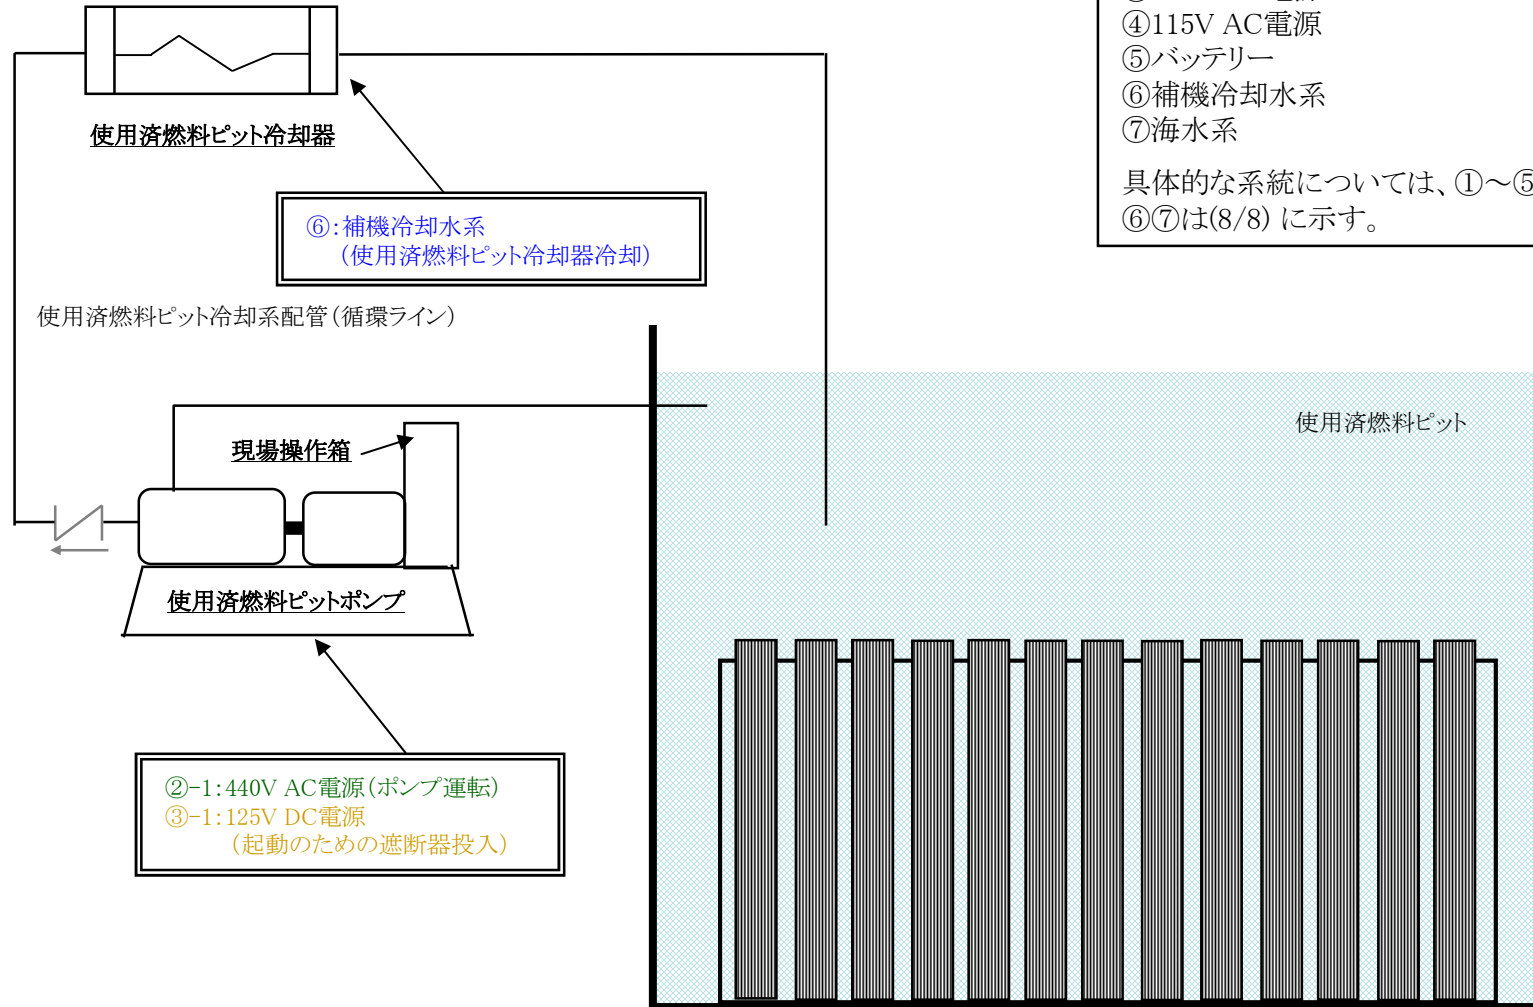 ④115V AC電源
⑤バッテリー
⑥補機冷却水系
⑦海水系
具体的な系統については、①～⑤
⑥⑦は(8/8) に示す。
使用済燃料ピット冷却器
⑥:補機冷却水系
(使用済燃料ピット冷却器冷却)
使用済燃料ピット冷却系配管(循環ライン)
使用済燃料ピット
現場操作箱
使用済燃料ピットポンプ
②-1:440V AC電源(ポンプ運転)
③-1:125V DC電源
(起動のための遮断器投入)